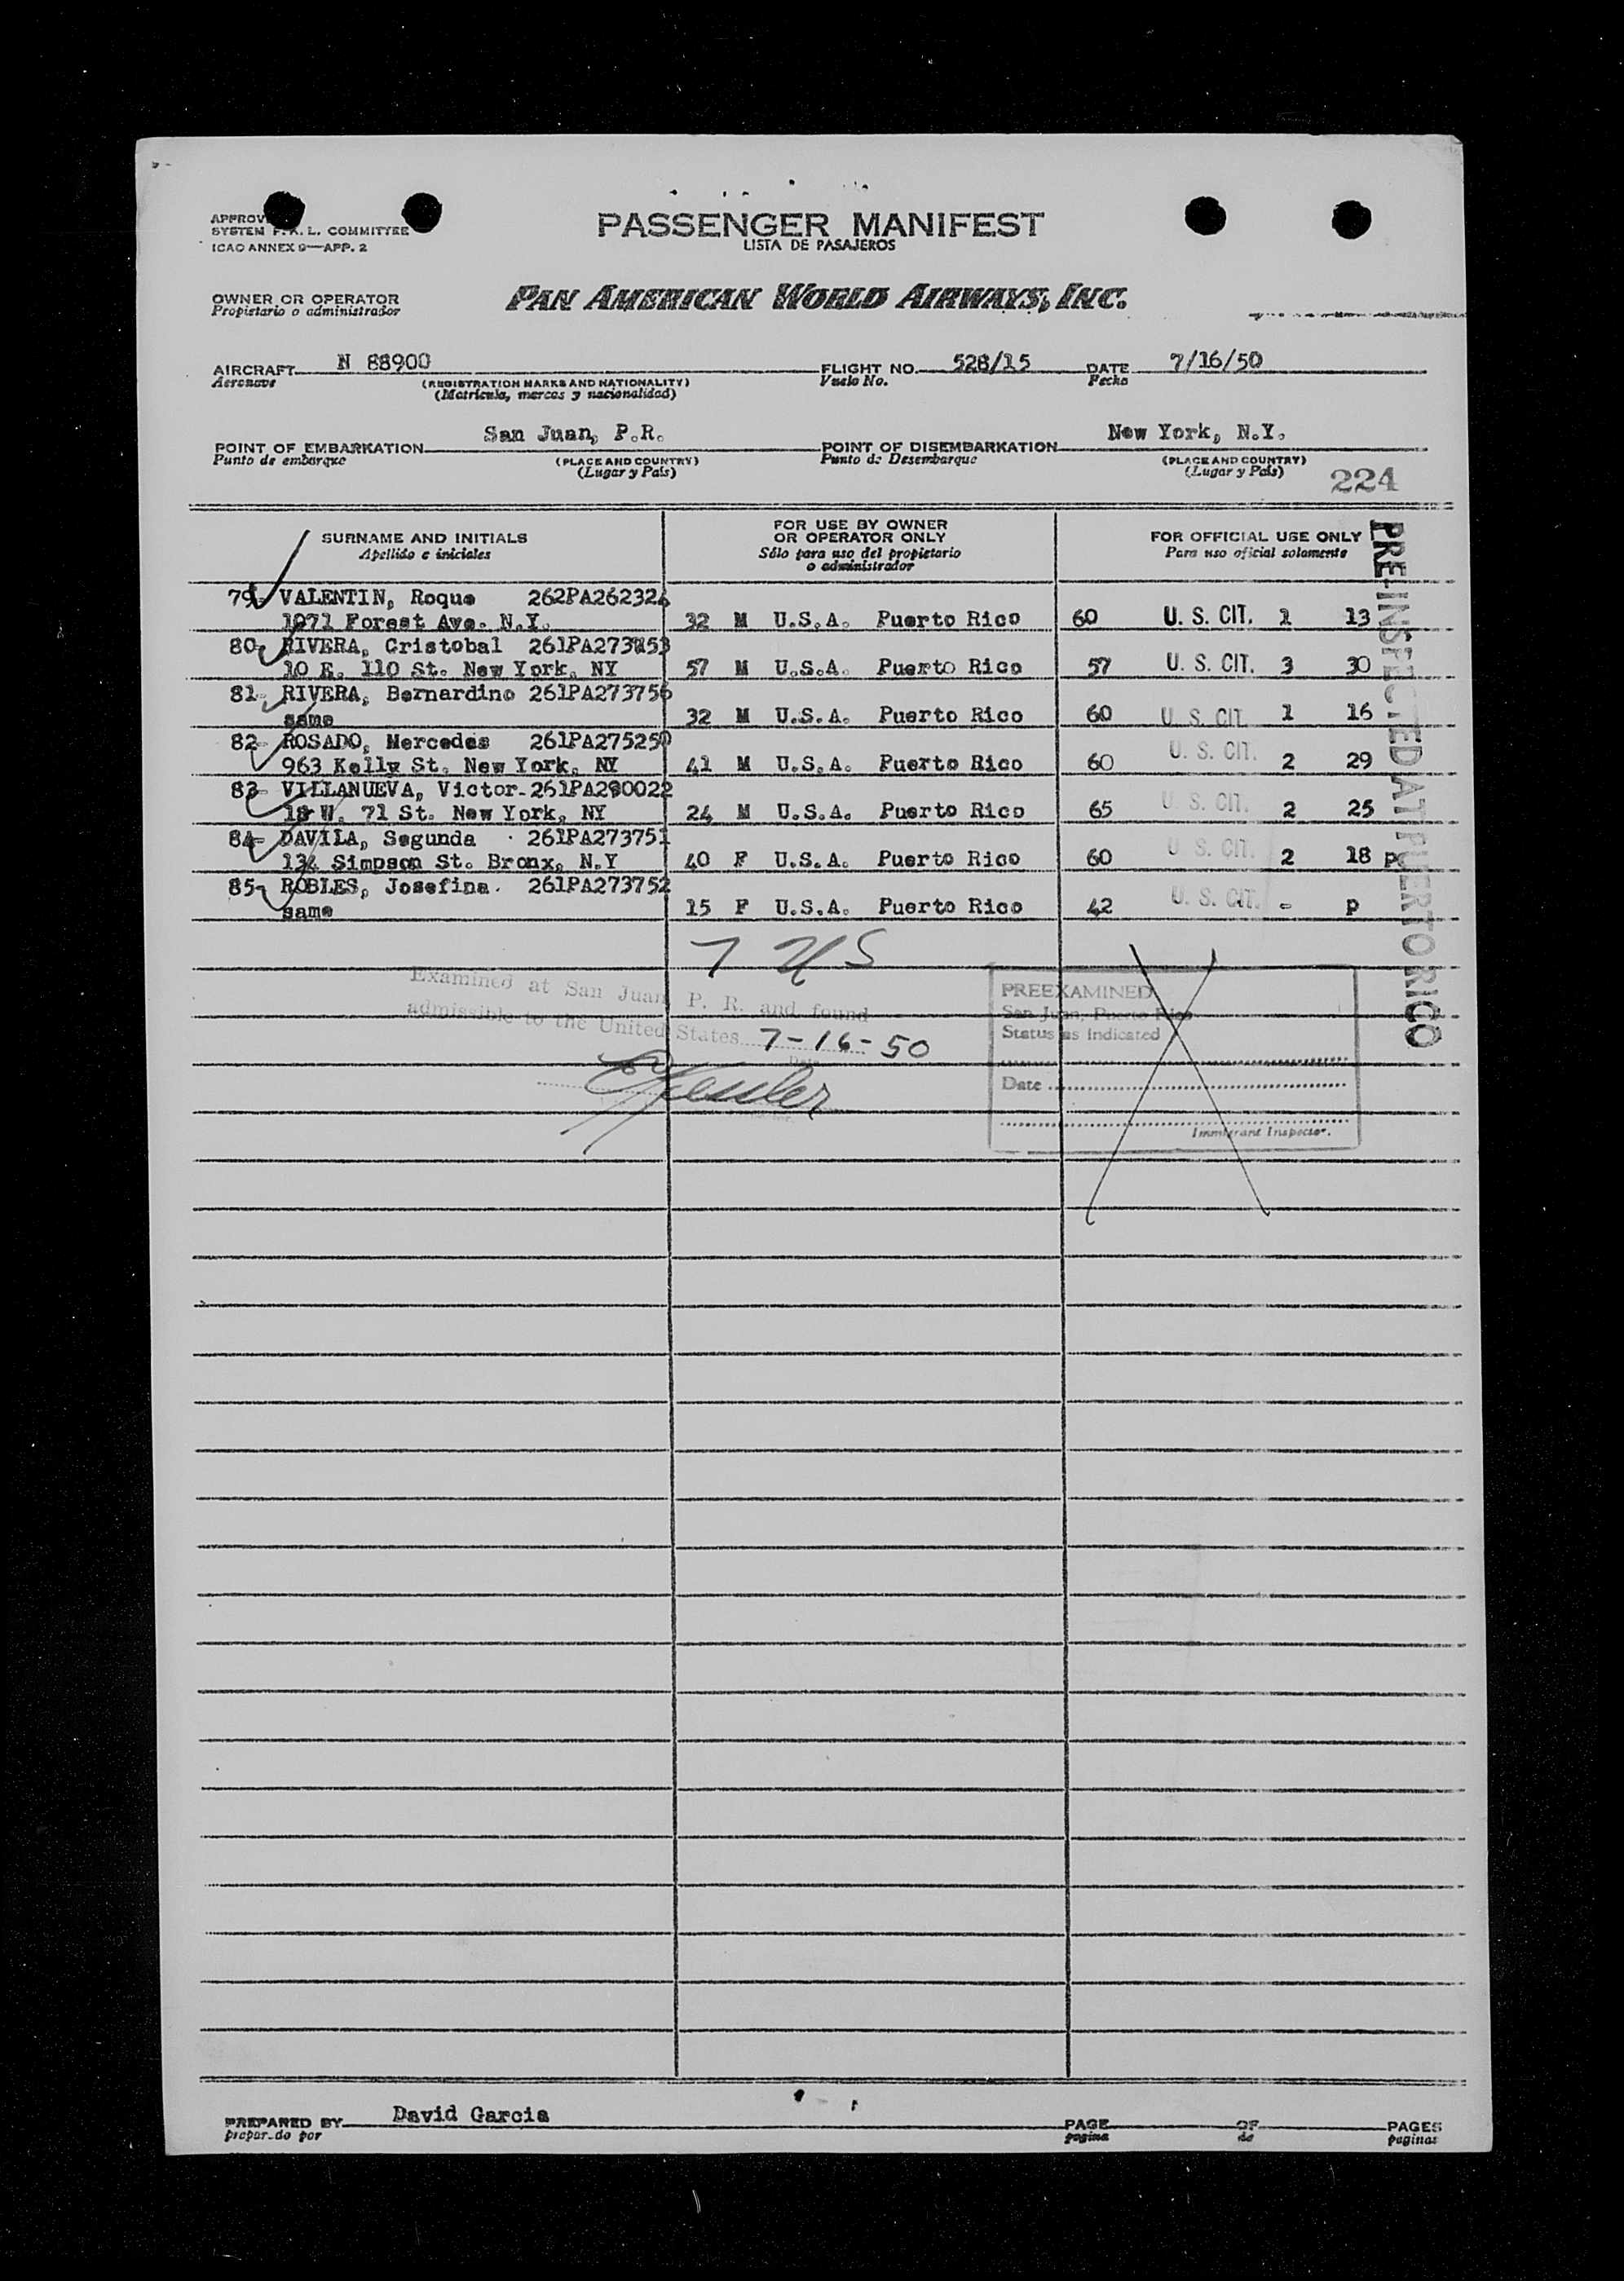 PASSENGER MANIFEST
LISTA DE PASAJEROS
SYSTEM F.A.L. COMMITTEE
ICAO ANNEX 9—APP. 2
OWNER OR OPERATOR
Propietario o administrador
PAN AMERICAN WORLD AIRWAYS, INC.
AIRCRAFT N 88900 FLIGHT NO. 528/15 DATE 7/16/50
Aeronave (REGISTRATION MARKS AND NATIONALITY) Vuelo No. Fecha
(Matricula, marcas y nacionalidad)
POINT OF EMBARKATION San Juan, P.R. POINT OF DISEMBARKATION New York, N.Y.
Punto de embarque (PLACE AND COUNTRY) Punto de Desembarque (PLACE AND COUNTRY)
(Lugar y País) (Lugar y País) 224
SURNAME AND INITIALS FOR USE BY OWNER OR OPERATOR ONLY FOR OFFICIAL USE ONLY
Apellido e iniciales Sólo para uso del propietario o administrador Para uso oficial solamente
79- VALENTIN, Roque 262PA262324
1071 Forest Ave. N.Y. 32 M U.S.A. Puerto Rico 60 U. S. CIT. 1 13
80- RIVERA, Cristobal
10 E. 110 St. New York, NY 57 M U.S.A. Puerto Rico 57 U. S. CIT. 3 30
81- RIVERA, Bernardino 261PA273756
same 32 M U.S.A. Puerto Rico 60 U. S. CIT. 1 16
82- ROSADO, Mercedes 261PA275250
963 Kelly St. New York, NY 41 M U.S.A. Puerto Rico 60 U. S. CIT. 2 29
83- VILLANUEVA, Victor- 261PA280022
18 W. 71 St. New York, NY 24 M U.S.A. Puerto Rico 65 U. S. CIT. 2 25
84- DAVILA, Segunda 261PA273751
134 Simpson St. Bronx, N.Y 40 F U.S.A. Puerto Rico 60 U. S. CIT. 2 18 p
85- ROBLES, Josefina. 261PA273752
same 15 F U.S.A. Puerto Rico 42 U. S. CIT. - p
PRE-INSPECTED AT PUERTO RICO
7 US
Examined at San Juan, P. R. and found
admissible to the United States 7-16-50
Date
PREEXAMINED
San Juan, Puerto Rico
Status as indicated
Date
Immigrant Inspector.
PREPARED BY David Garcia PAGE OF PAGES
preparado por pagina de paginas